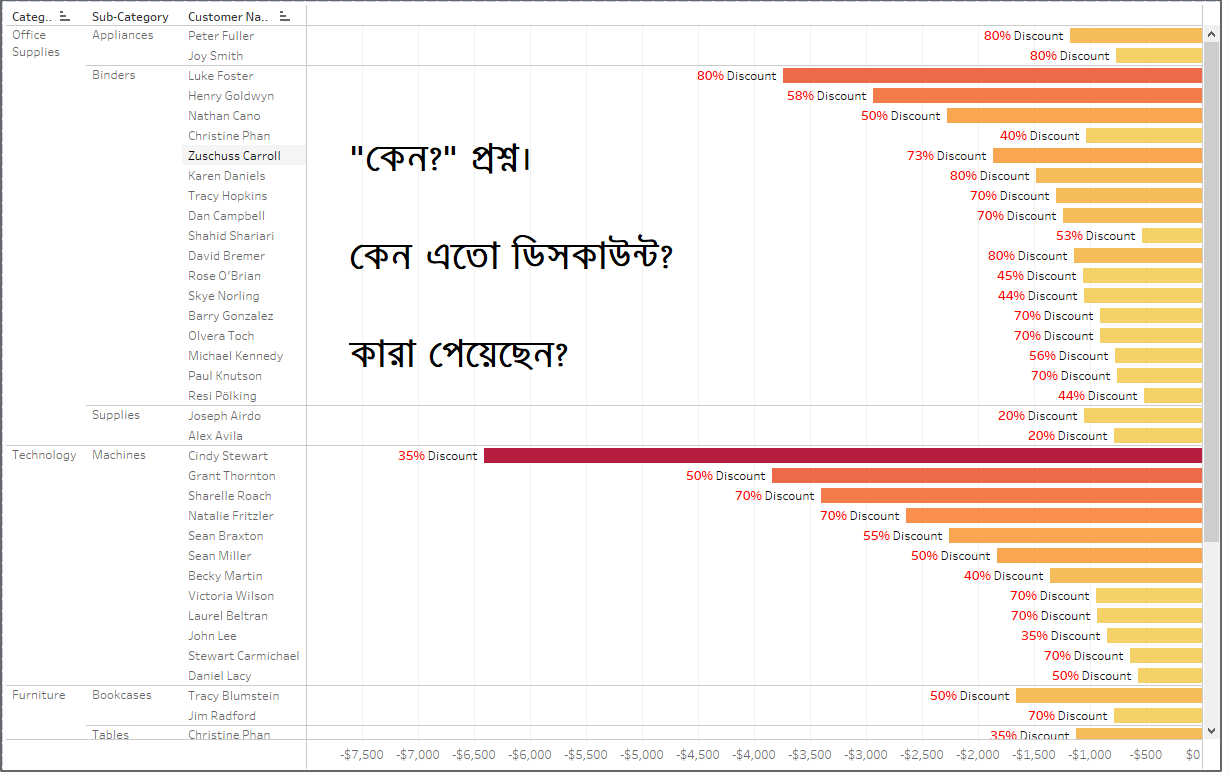 Categ.. Sub-Category Customer Na..
Office Supplies Appliances Peter Fuller 80% Discount
Joy Smith 80% Discount
Binders Luke Foster 80% Discount
Henry Goldwyn 58% Discount
Nathan Cano 50% Discount
Christine Phan 40% Discount
"কেন?" প্রশ্ন।
Zuschuss Carroll 73% Discount
Karen Daniels 80% Discount
Tracy Hopkins 70% Discount
Dan Campbell 70% Discount
Shahid Shariari 53% Discount
কেন এতো ডিসকাউন্ট?
David Bremer 80% Discount
Rose O’Brian 45% Discount
Skye Norling 44% Discount
Barry Gonzalez 70% Discount
Olvera Toch 70% Discount
কারা পেয়েছেন?
Michael Kennedy 56% Discount
Paul Knutson 70% Discount
Resi Pölking 44% Discount
Supplies Joseph Airdo 20% Discount
Alex Avila 20% Discount
Technology Machines Cindy Stewart 35% Discount
Grant Thornton 50% Discount
Sharelle Roach 70% Discount
Natalie Fritzler 70% Discount
Sean Braxton 55% Discount
Sean Miller 50% Discount
Becky Martin 40% Discount
Victoria Wilson 70% Discount
Laurel Beltran 70% Discount
John Lee 35% Discount
Stewart Carmichael 70% Discount
Daniel Lacy 50% Discount
Furniture Bookcases Tracy Blumstein 50% Discount
Jim Radford 70% Discount
Tables Christine Phan 35% Discount
-$7,500 -$7,000 -$6,500 -$6,000 -$5,500 -$5,000 -$4,500 -$4,000 -$3,500 -$3,000 -$2,500 -$2,000 -$1,500 -$1,000 -$500 $0